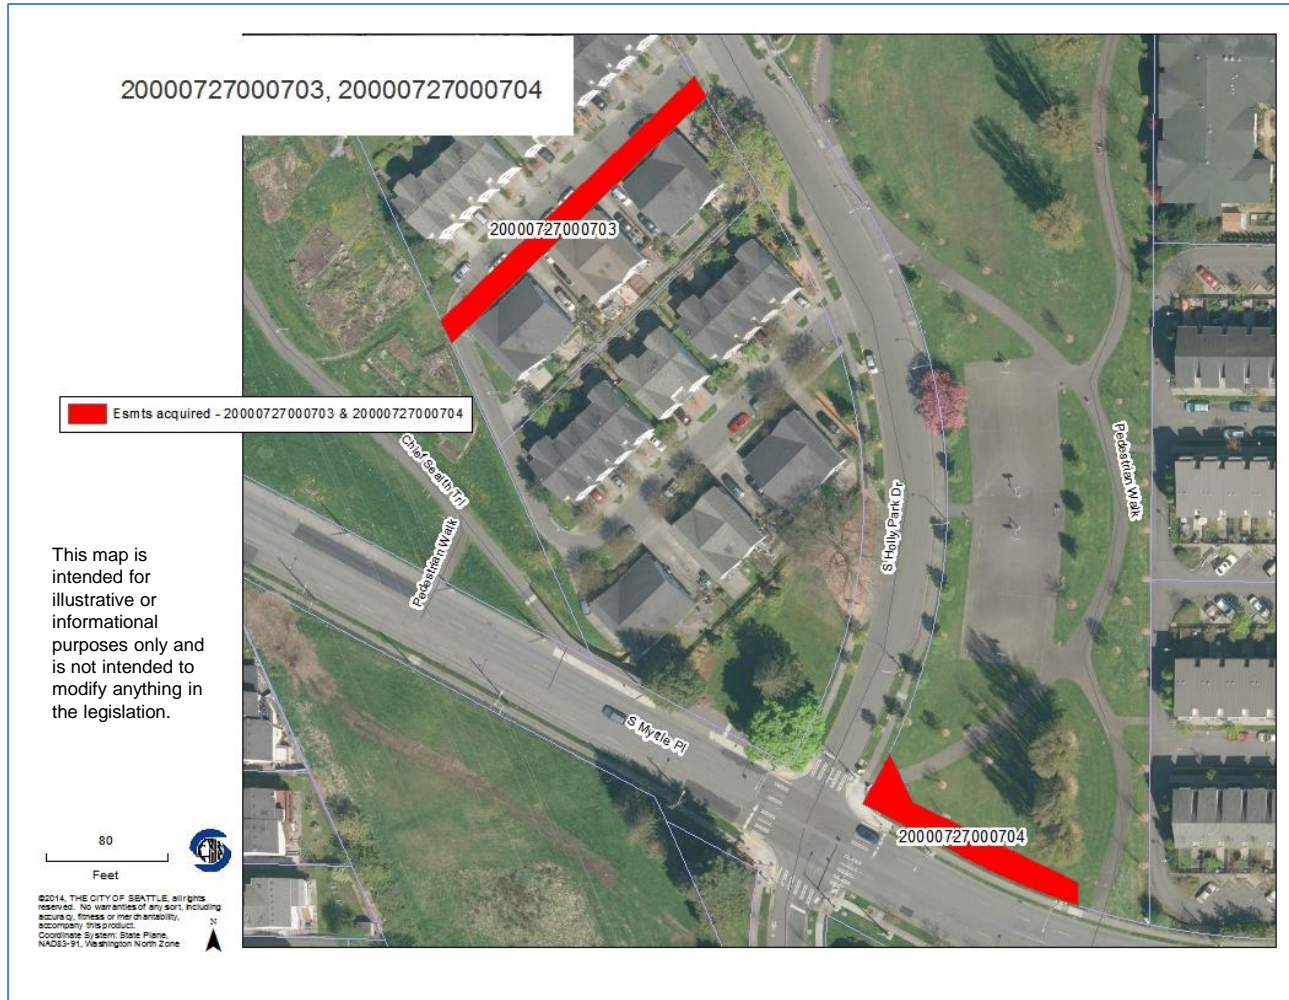 20000727000703, 20000727000704
20000727000703
Esmts acquired - 20000727000703 & 20000727000704
Chief Sealth Trl
Pedestrian Walk
Pedestrian Walk
S Holly Park Dr
S Myrtle Pl
20000727000704
This map is
intended for
illustrative or
informational
purposes only and
is not intended to
modify anything in
the legislation.
80
Feet
©2014, THE CITY OF SEATTLE, all rights
reserved. No warranties of any sort, including
accuracy, fitness or merchantability,
accompany this product.
Coordinate System: State Plane,
NAD83-91, Washington North Zone
N